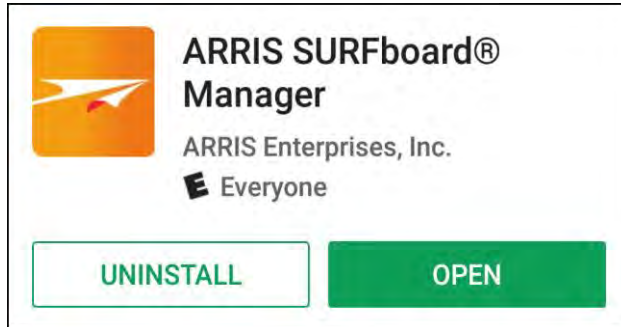 ARRIS SURFboard®
Manager
ARRIS Enterprises, Inc.
E Everyone
UNINSTALL OPEN